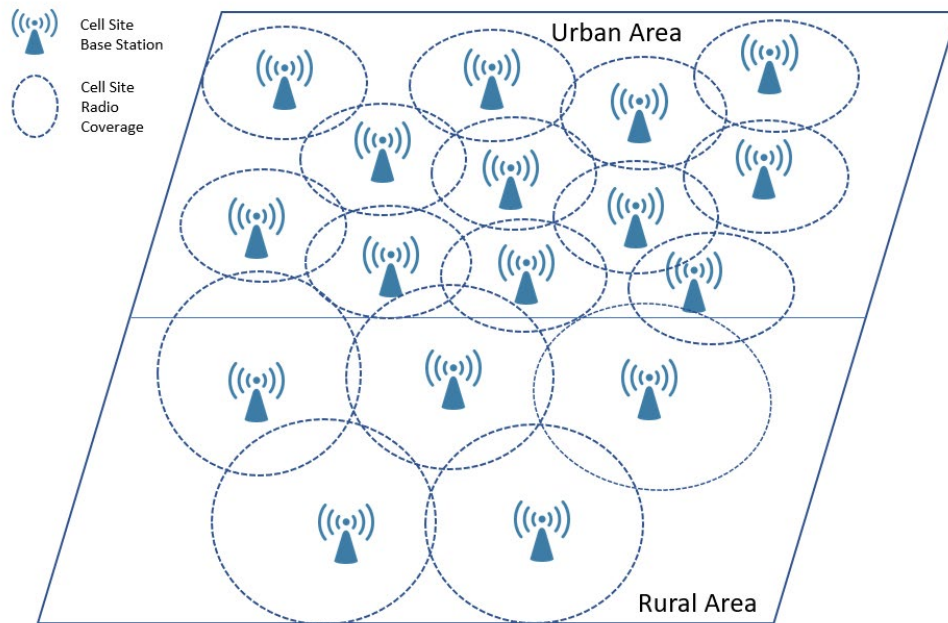 Cell Site
Base Station
Cell Site
Radio
Coverage
Urban Area
Rural Area